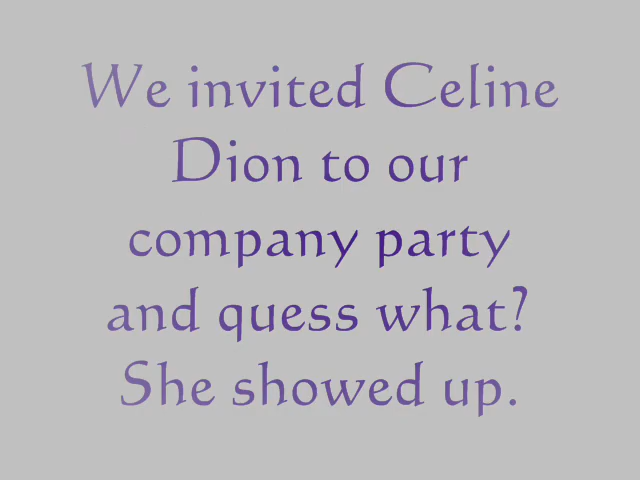 We invited Celine
Dion to our
company party
and quess what?
She showed up.